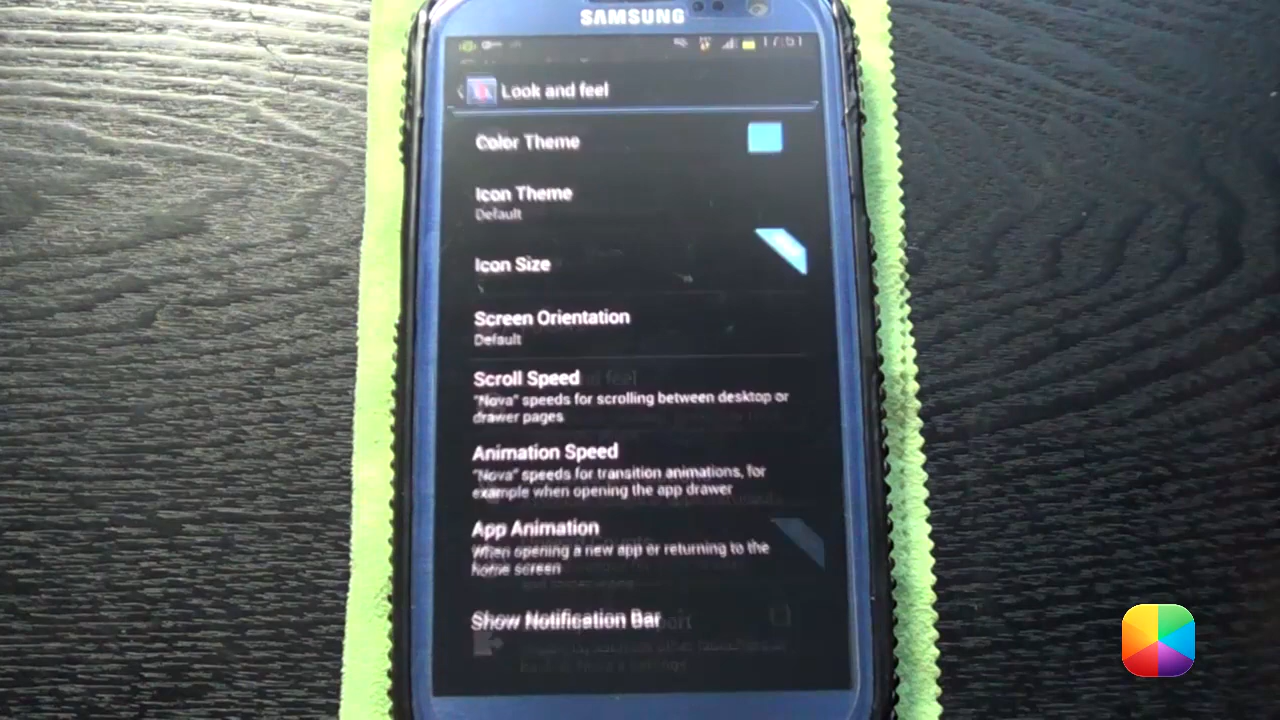 SAMSUNG
17:51
Look and feel
Color Theme
Icon Theme
Default
Icon Size
Screen Orientation
Default
Scroll Speed
"Nova" speeds for scrolling between desktop or
drawer pages
Animation Speed
"Nova" speeds for transition animations, for
example when opening the app drawer
App Animation
When opening a new app or returning to the
home screen
Show Notification Bar